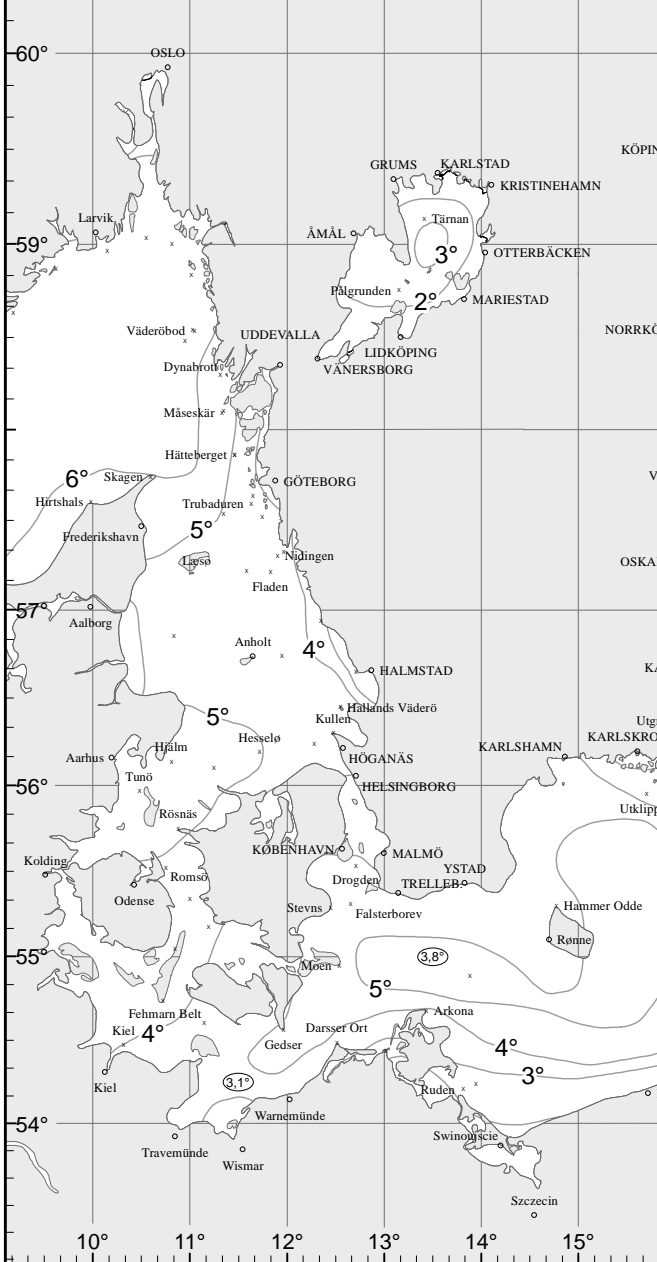 60°
OSLO
KÖPIN
GRUMS
KARLSTAD
KRISTINEHAMN
Larvik
Tärnan
ÅMÅL
59°
3°
OTTERBÄCKEN
Pålgrunden
2°
MARIESTAD
Väderöbod
UDDEVALLA
NORRKÖ
LIDKÖPING
Dynabrott
VÄNERSBORG
Måseskär
Hätteberget
6°
Skagen
GÖTEBORG
V
Hirtshals
Trubaduren
5°
Frederikshavn
Nidingen
Læsø
OSKA
Fladen
57°
Aalborg
Anholt
4°
HALMSTAD
KA
Hallands Väderö
5°
Kullen
Utg
Hesselø
KARLSKRO
Hjälm
KARLSHAMN
Aarhus
HÖGANÄS
Tunö
56°
HELSINGBORG
Utklipp
Rösnäs
KØBENHAVN
MALMÖ
Kolding
YSTAD
Romsö
Drogden
TRELLEB
Odense
Stevns
Falsterborev
Hammer Odde
Rønne
55°
Moen
3,8°
5°
Fehmarn Belt
Arkona
Kiel
4°
Darsser Ort
Gedser
4°
3°
Kiel
3,1°
Ruden
Warnemünde
54°
Swinoujscie
Travemünde
Wismar
Szczecin
10°
11°
12°
13°
14°
15°